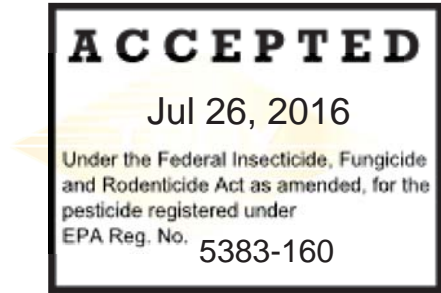 ACCEPTED
Jul 26, 2016
Under the Federal Insecticide, Fungicide
and Rodenticide Act as amended, for the
pesticide registered under
EPA Reg. No. 5383-160